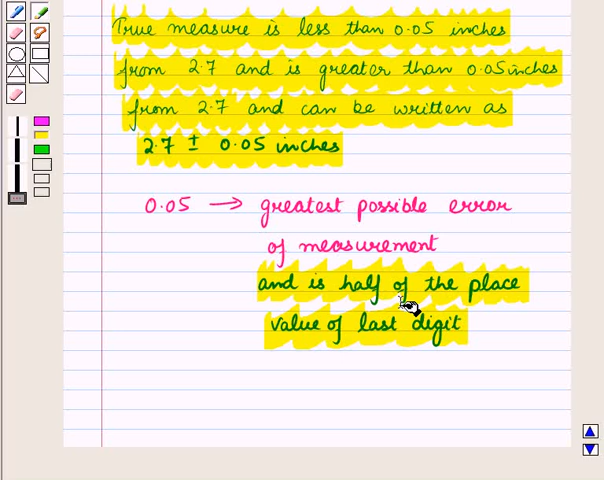 True measure is less than 0.05 inches
from 2.7 and is greater than 0.05 inches
from 2.7 and can be written as
2.7 ± 0.05 inches
0.05 → greatest possible error
of measurement
and is half of the place
value of last digit